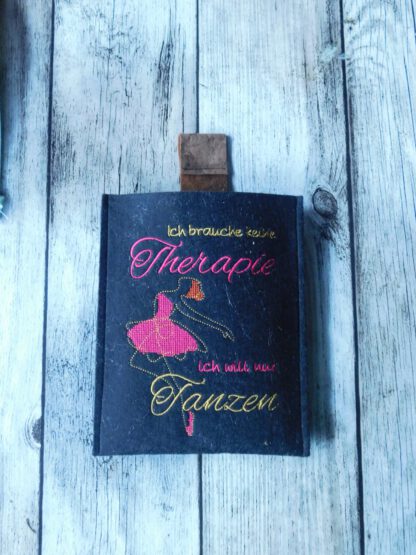 Ich brauche keine
Therapie
ich will nur
Tanzen